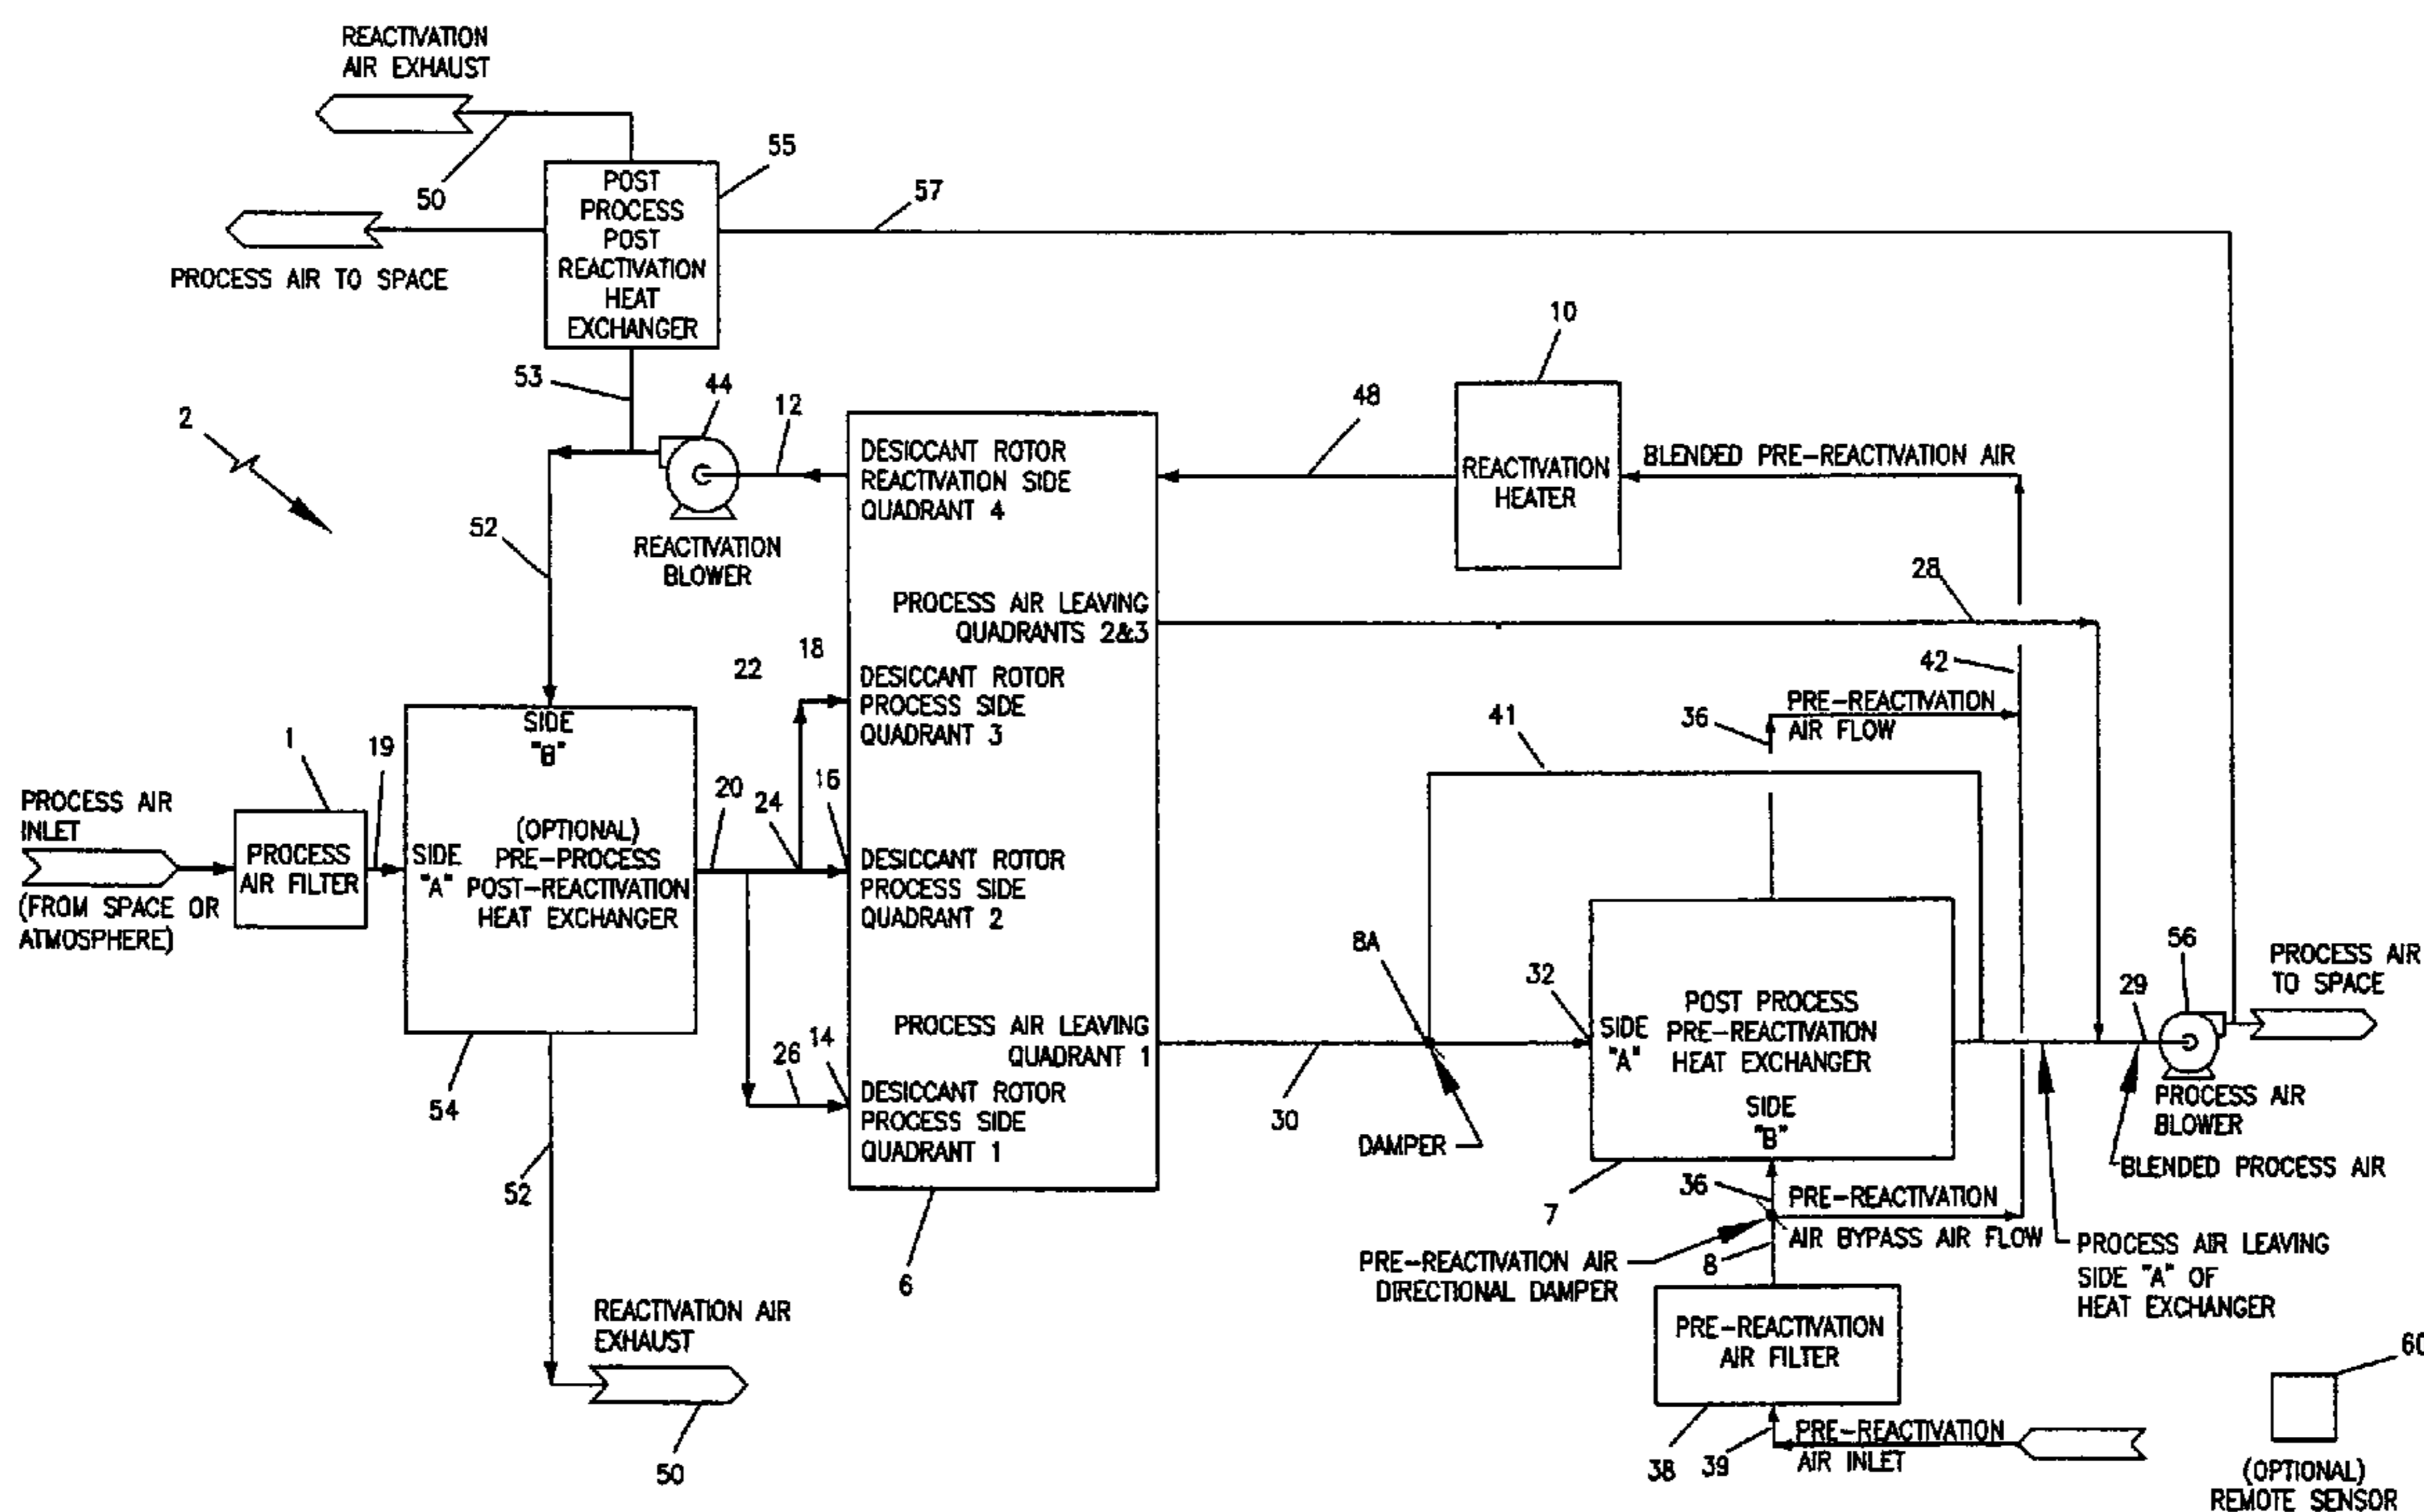 REACTIVATION
AIR EXHAUST
50
POST
PROCESS
POST
REACTIVATION
HEAT
EXCHANGER
55
57
PROCESS AIR TO SPACE
53
44
12
2
52
REACTIVATION
BLOWER
DESICCANT ROTOR
REACTIVATION SIDE
QUADRANT 4
48
10
REACTIVATION
HEATER
BLENDED PRE-REACTIVATION AIR
PROCESS AIR LEAVING
QUADRANTS 2&3
28
22
18
DESICCANT ROTOR
PROCESS SIDE
QUADRANT 3
42
36
PRE-REACTIVATION
AIR FLOW
41
SIDE
"B"
1
19
PROCESS AIR
INLET
(FROM SPACE OR
ATMOSPHERE)
PROCESS
AIR FILTER
SIDE
"A"
(OPTIONAL)
PRE-PROCESS
POST-REACTIVATION
HEAT EXCHANGER
20
24
16
DESICCANT ROTOR
PROCESS SIDE
QUADRANT 2
54
52
26
14
PROCESS AIR LEAVING
QUADRANT 1
DESICCANT ROTOR
PROCESS SIDE
QUADRANT 1
6
30
8A
DAMPER
32
SIDE
"A"
POST PROCESS
PRE-REACTIVATION
HEAT EXCHANGER
SIDE
"B"
7
29
56
PROCESS AIR
TO SPACE
PROCESS AIR
BLOWER
BLENDED PROCESS AIR
36
PRE-REACTIVATION
AIR BYPASS AIR FLOW
8
PRE-REACTIVATION AIR
DIRECTIONAL DAMPER
PROCESS AIR LEAVING
SIDE "A" OF
HEAT EXCHANGER
PRE-REACTIVATION
AIR FILTER
38
39
PRE-REACTIVATION
AIR INLET
REACTIVATION AIR
EXHAUST
50
60
(OPTIONAL)
REMOTE SENSOR